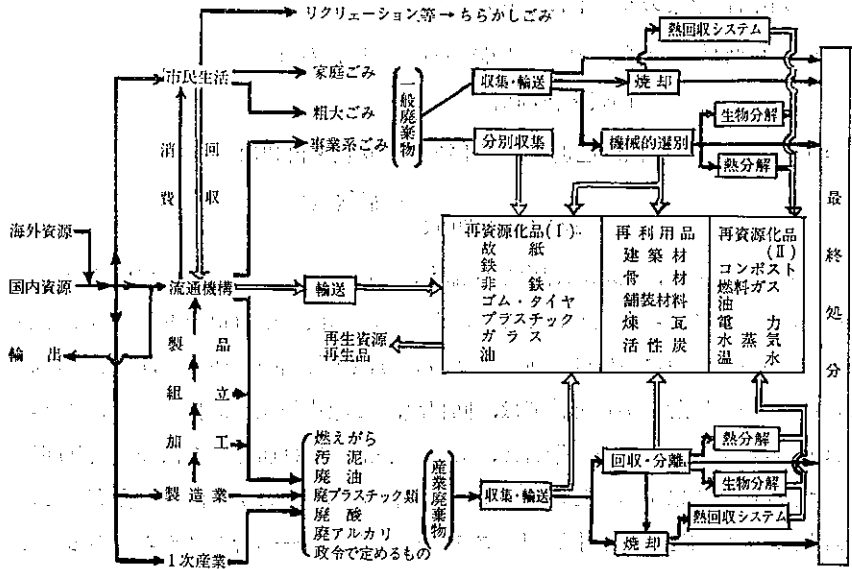 リクリェーション等→ちらかしごみ
熱回収システム
市民生活
家庭ごみ
収集・輸送
焼却
粗大ごみ
一般廃棄物
生物分解
事業系ごみ
分別収集
機械的選別
熱分解
消費
回収
最終処分
海外資源
国内資源
流通機構
輸送
輸出
再資源化品(Ⅰ)
故紙
鉄
非鉄
ゴム・タイヤ
プラスチック
ガラス
油
再利用品
建築材
骨材
舗装材料
煉瓦
活性炭
再資源化品
(Ⅱ)
コンポスト
燃料ガス
油
電力
水蒸気
温水
再生資源
再生品
製品
組立
加工
製造業
1次産業
燃えがら
汚泥
廃油
廃プラスチック類
廃酸
廃アルカリ
政令で定めるもの
産業廃棄物
収集・輸送
回収・分離
熱分解
生物分解
熱回収システム
焼却